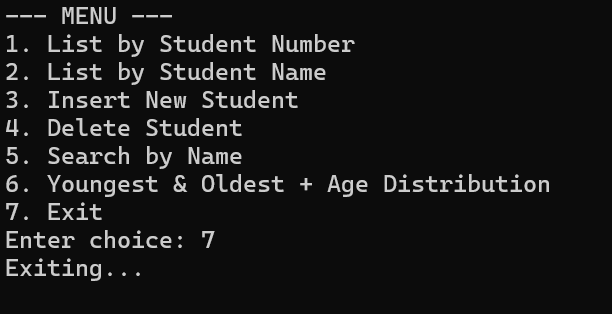 --- MENU ---
1. List by Student Number
2. List by Student Name
3. Insert New Student
4. Delete Student
5. Search by Name
6. Youngest & Oldest + Age Distribution
7. Exit
Enter choice: 7
Exiting...